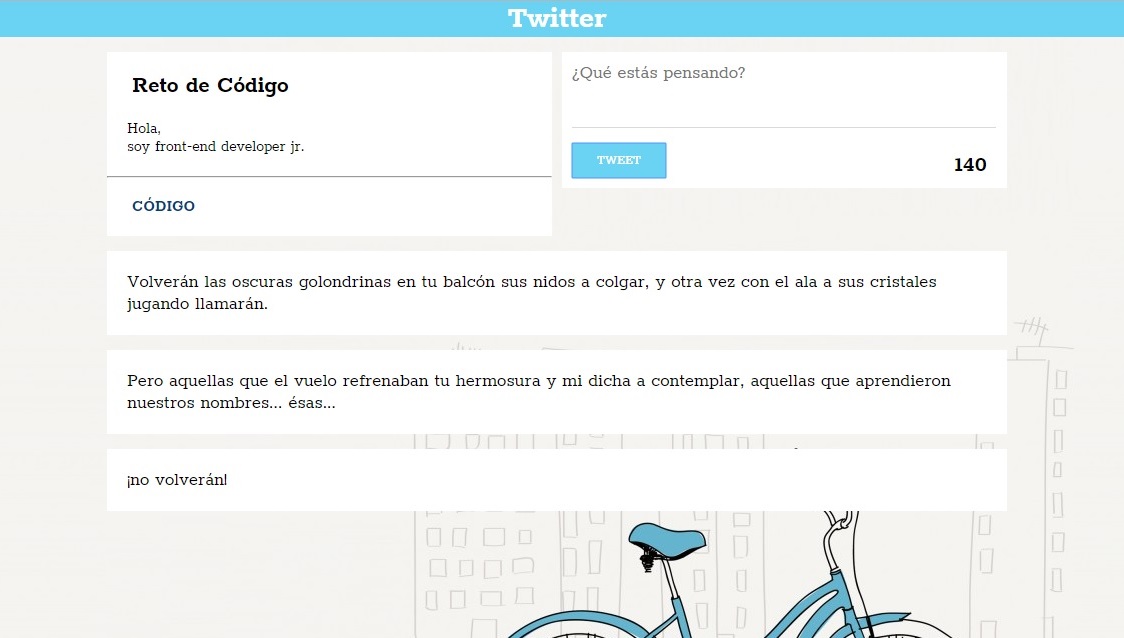 Twitter
Reto de Código
Hola,
soy front-end developer jr.
CÓDIGO
¿Qué estás pensando?
TWEET
140
Volverán las oscuras golondrinas en tu balcón sus nidos a colgar, y otra vez con el ala a sus cristales
jugando llamarán.
Pero aquellas que el vuelo refrenaban tu hermosura y mi dicha a contemplar, aquellas que aprendieron
nuestros nombres... ésas...
¡no volverán!